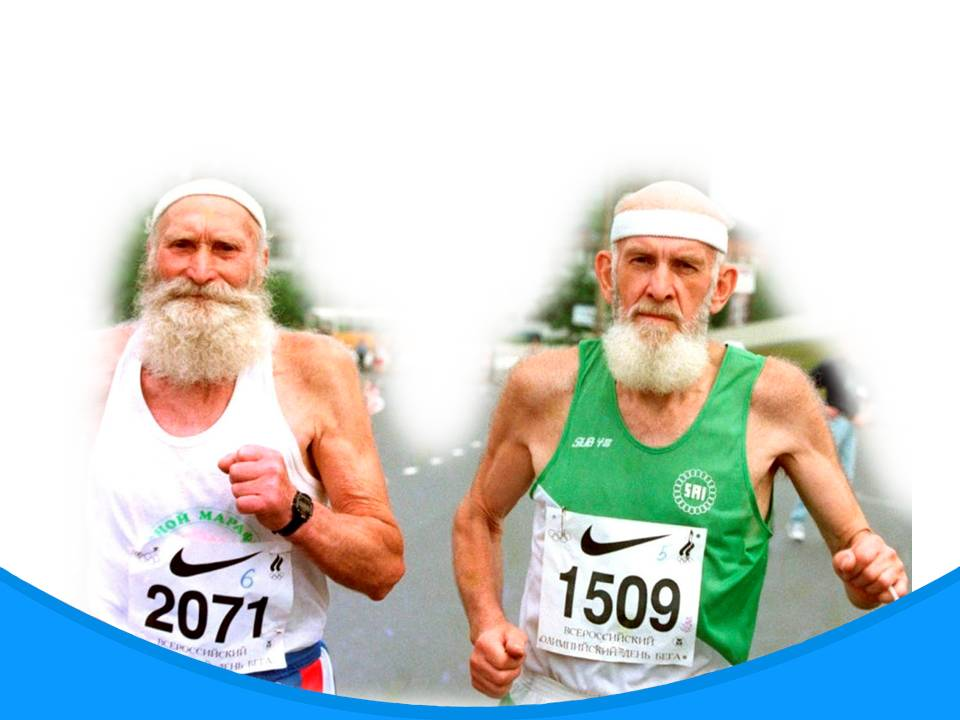 НОЙ МАРАФ
6
2071
ВСЕРОССИЙСКИЙ
ДЕНЬ БЕГА
SAI
5
1509
ВСЕРОССИЙСКИЙ
ОЛИМПИЙСКИЙ ДЕНЬ БЕГА